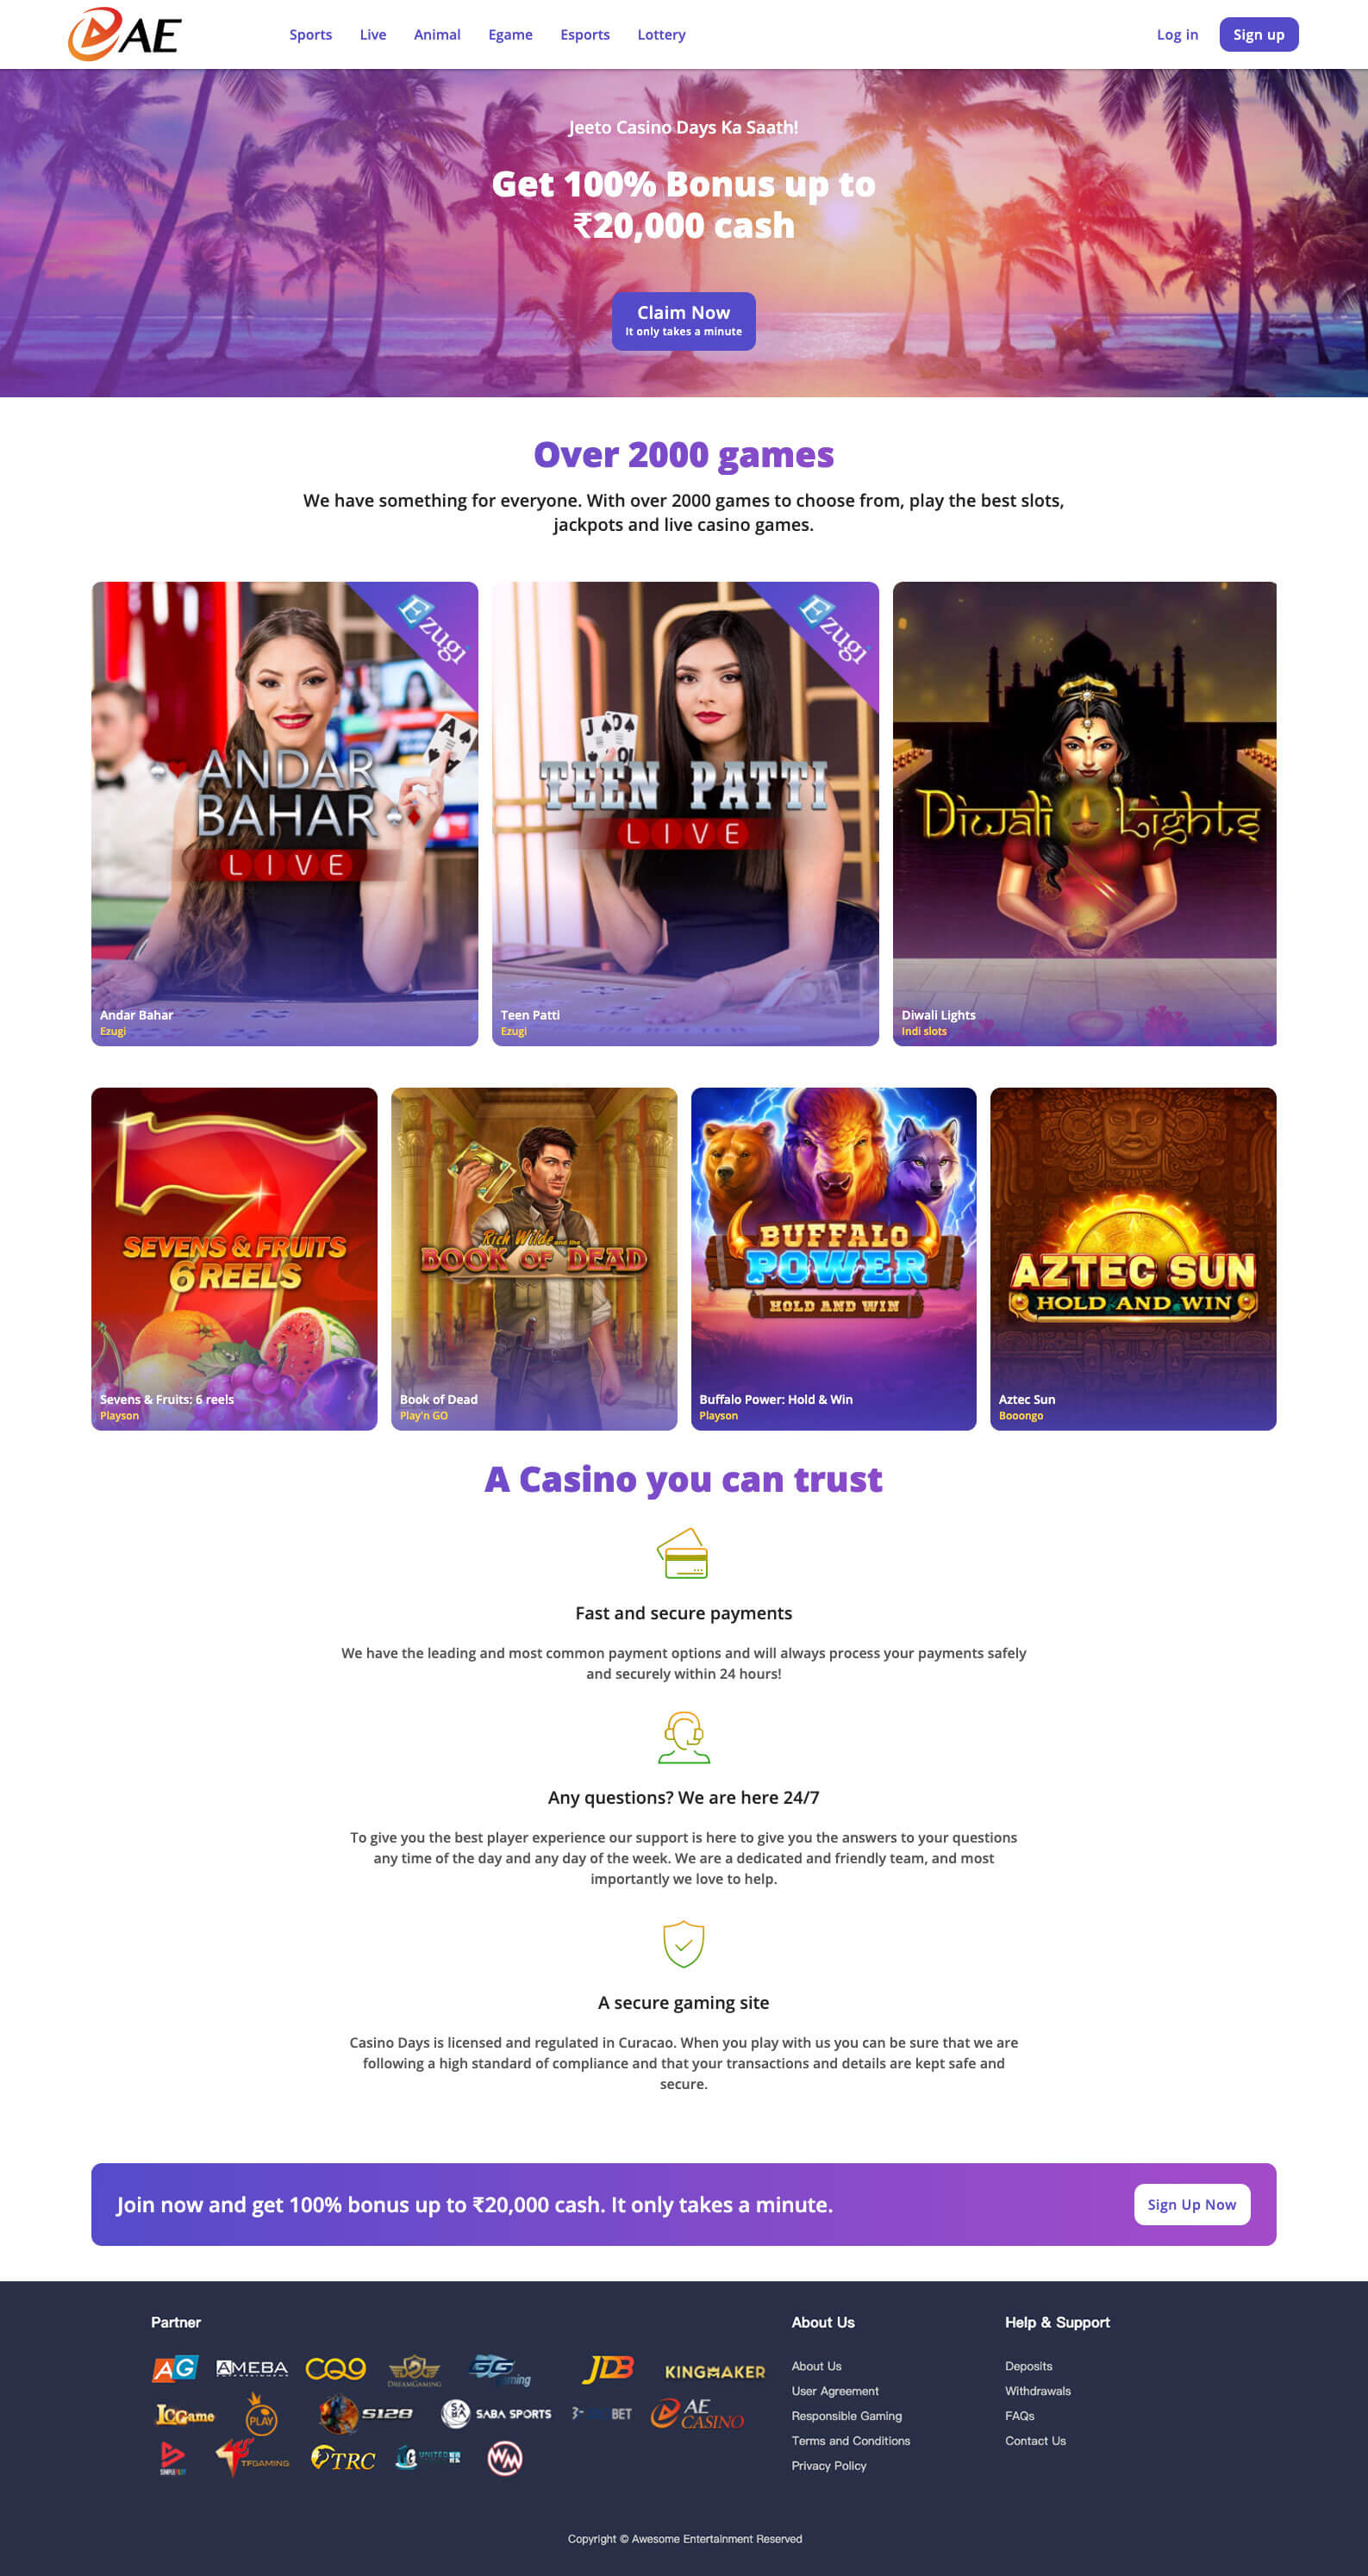 AE
Sports Live Animal Egame Esports Lottery
Log in Sign up
Jeeto Casino Days Ka Saath!
Get 100% Bonus up to
₹20,000 cash
Claim Now
It only takes a minute
Over 2000 games
We have something for everyone. With over 2000 games to choose from, play the best slots,
jackpots and live casino games.
Ezugi
ANDAR
BAHAR
LIVE
Andar Bahar
Ezugi
Ezugi
TEEN PATTI
LIVE
Teen Patti
Ezugi
Diwali Lights
Diwali Lights
Indi slots
SEVENS & FRUITS
6 REELS
Sevens & Fruits: 6 reels
Playson
Rich Wilde and the
BOOK OF DEAD
Book of Dead
Play'n GO
BUFFALO
POWER
HOLD AND WIN
Buffalo Power: Hold & Win
Playson
AZTEC SUN
HOLD AND WIN
Aztec Sun
Booongo
A Casino you can trust
Fast and secure payments
We have the leading and most common payment options and will always process your payments safely
and securely within 24 hours!
Any questions? We are here 24/7
To give you the best player experience our support is here to give you the answers to your questions
any time of the day and any day of the week. We are a dedicated and friendly team, and most
importantly we love to help.
A secure gaming site
Casino Days is licensed and regulated in Curacao. When you play with us you can be sure that we are
following a high standard of compliance and that your transactions and details are kept safe and
secure.
Join now and get 100% bonus up to ₹20,000 cash. It only takes a minute.
Sign Up Now
Partner
AG AMEBA CQ9 DREAMGAMING GG gaming JDB KINGMAKER
ICGame PLAY S128 SABA SPORTS BET AE CASINO
SIMPLEPLAY TFGAMING TRC UNITED WM
About Us
About Us
User Agreement
Responsible Gaming
Terms and Conditions
Privacy Policy
Help & Support
Deposits
Withdrawals
FAQs
Contact Us
Copyright © Awesome Entertainment Reserved